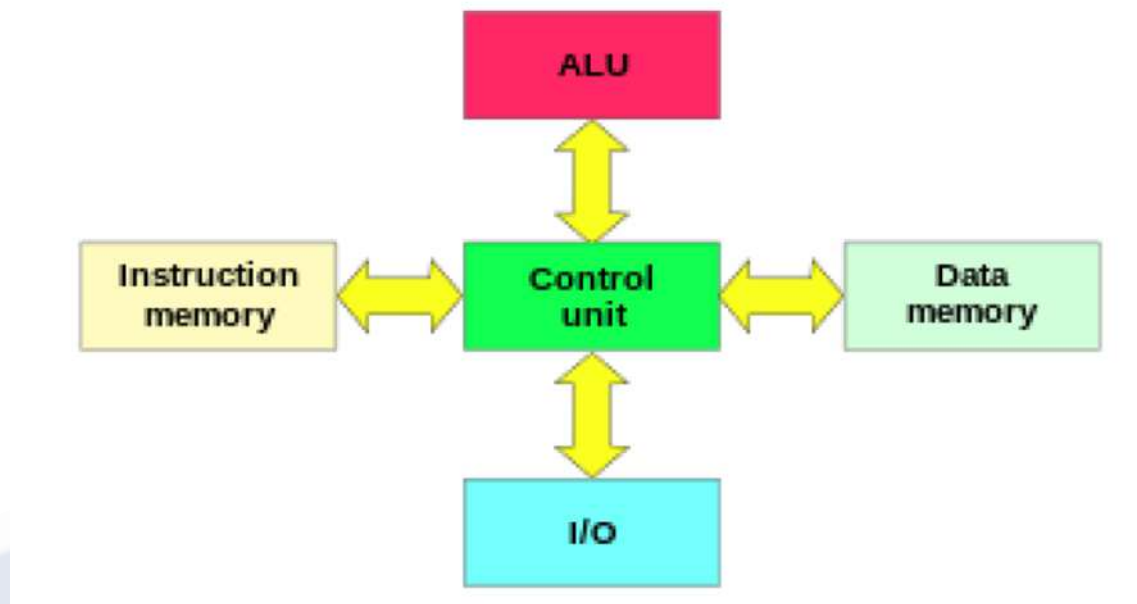 ALU
Instruction
memory
Control
unit
Data
memory
I/O